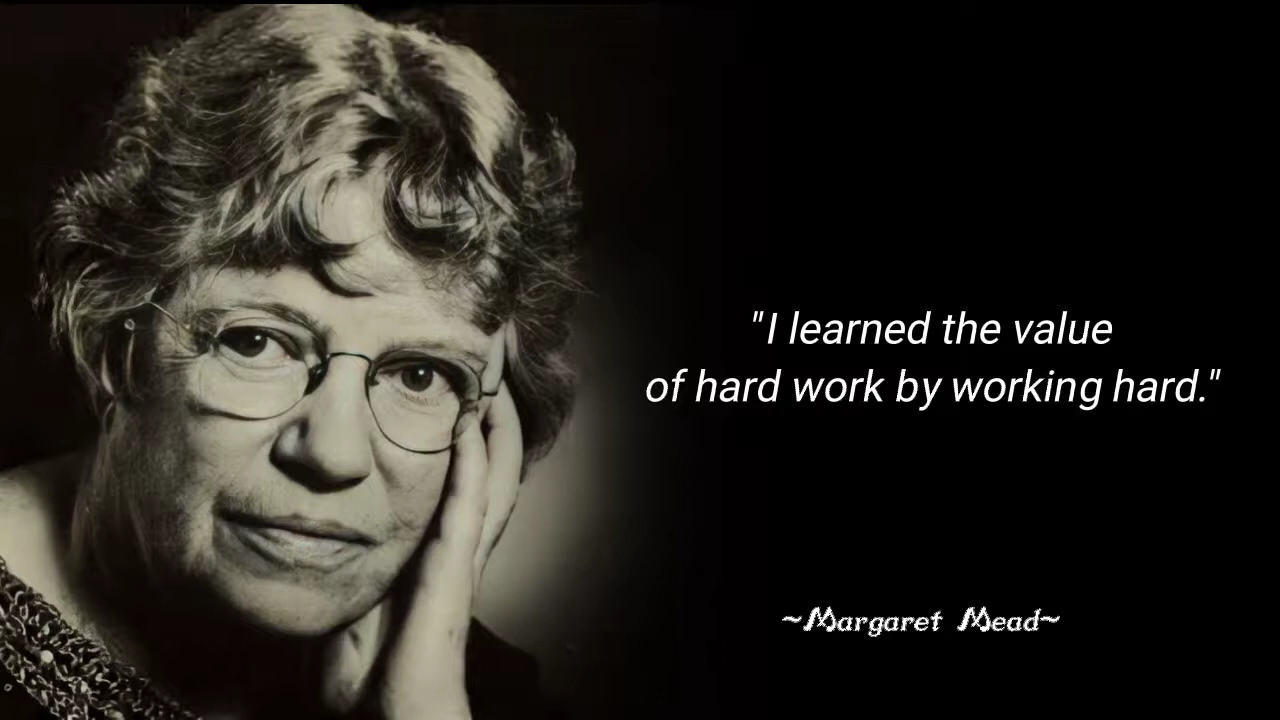 "I learned the value
of hard work by working hard."
~Margaret Mead~